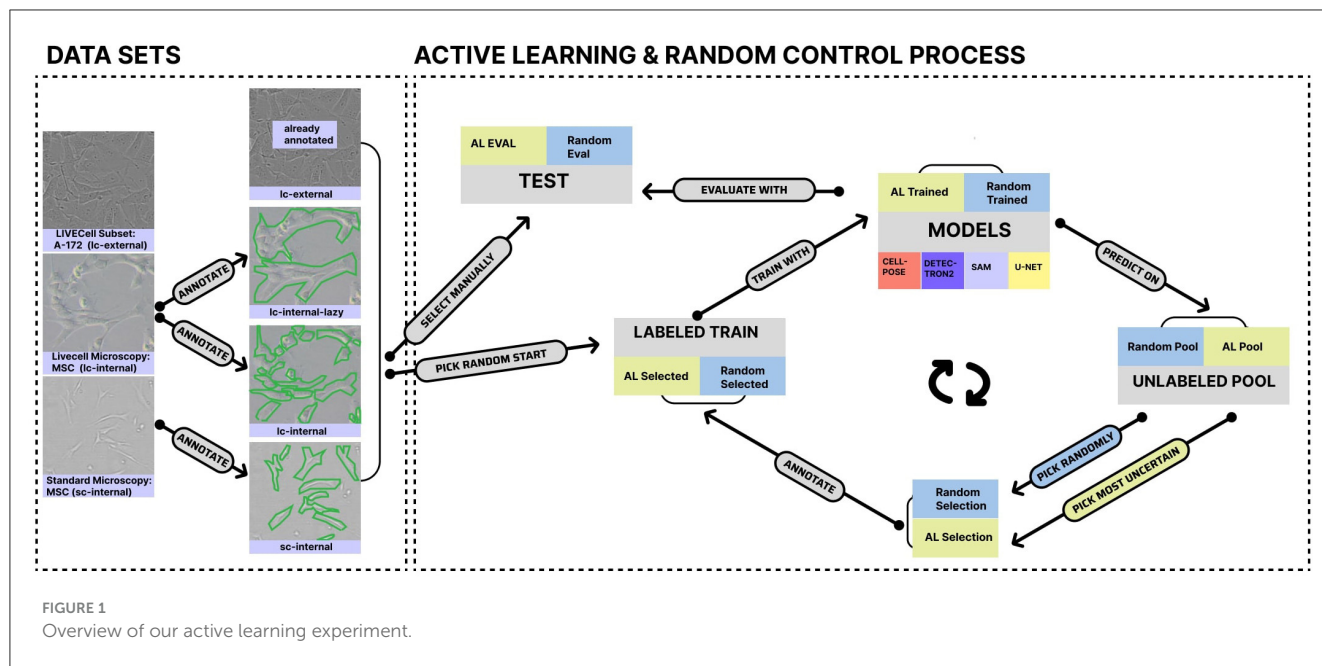 DATA SETS
ACTIVE LEARNING & RANDOM CONTROL PROCESS
LIVECell Subset:
A-172 (lc-external)
Livecell Microscopy:
MSC (lc-internal)
Standard Microscopy:
MSC (sc-internal)
ANNOTATE
ANNOTATE
ANNOTATE
already
annotated
lc-external
lc-internal-lazy
lc-internal
sc-internal
SELECT MANUALLY
PICK RANDOM START
AL EVAL
Random
Eval
TEST
EVALUATE WITH
TRAIN WITH
AL Trained
Random
Trained
MODELS
CELL-
POSE
DETEC-
TRON2
SAM
U-NET
PREDICT ON
LABELED TRAIN
AL Selected
Random
Selected
Random Pool
AL Pool
UNLABELED POOL
PICK RANDOMLY
PICK MOST UNCERTAIN
ANNOTATE
Random
Selection
AL Selection
FIGURE 1
Overview of our active learning experiment.